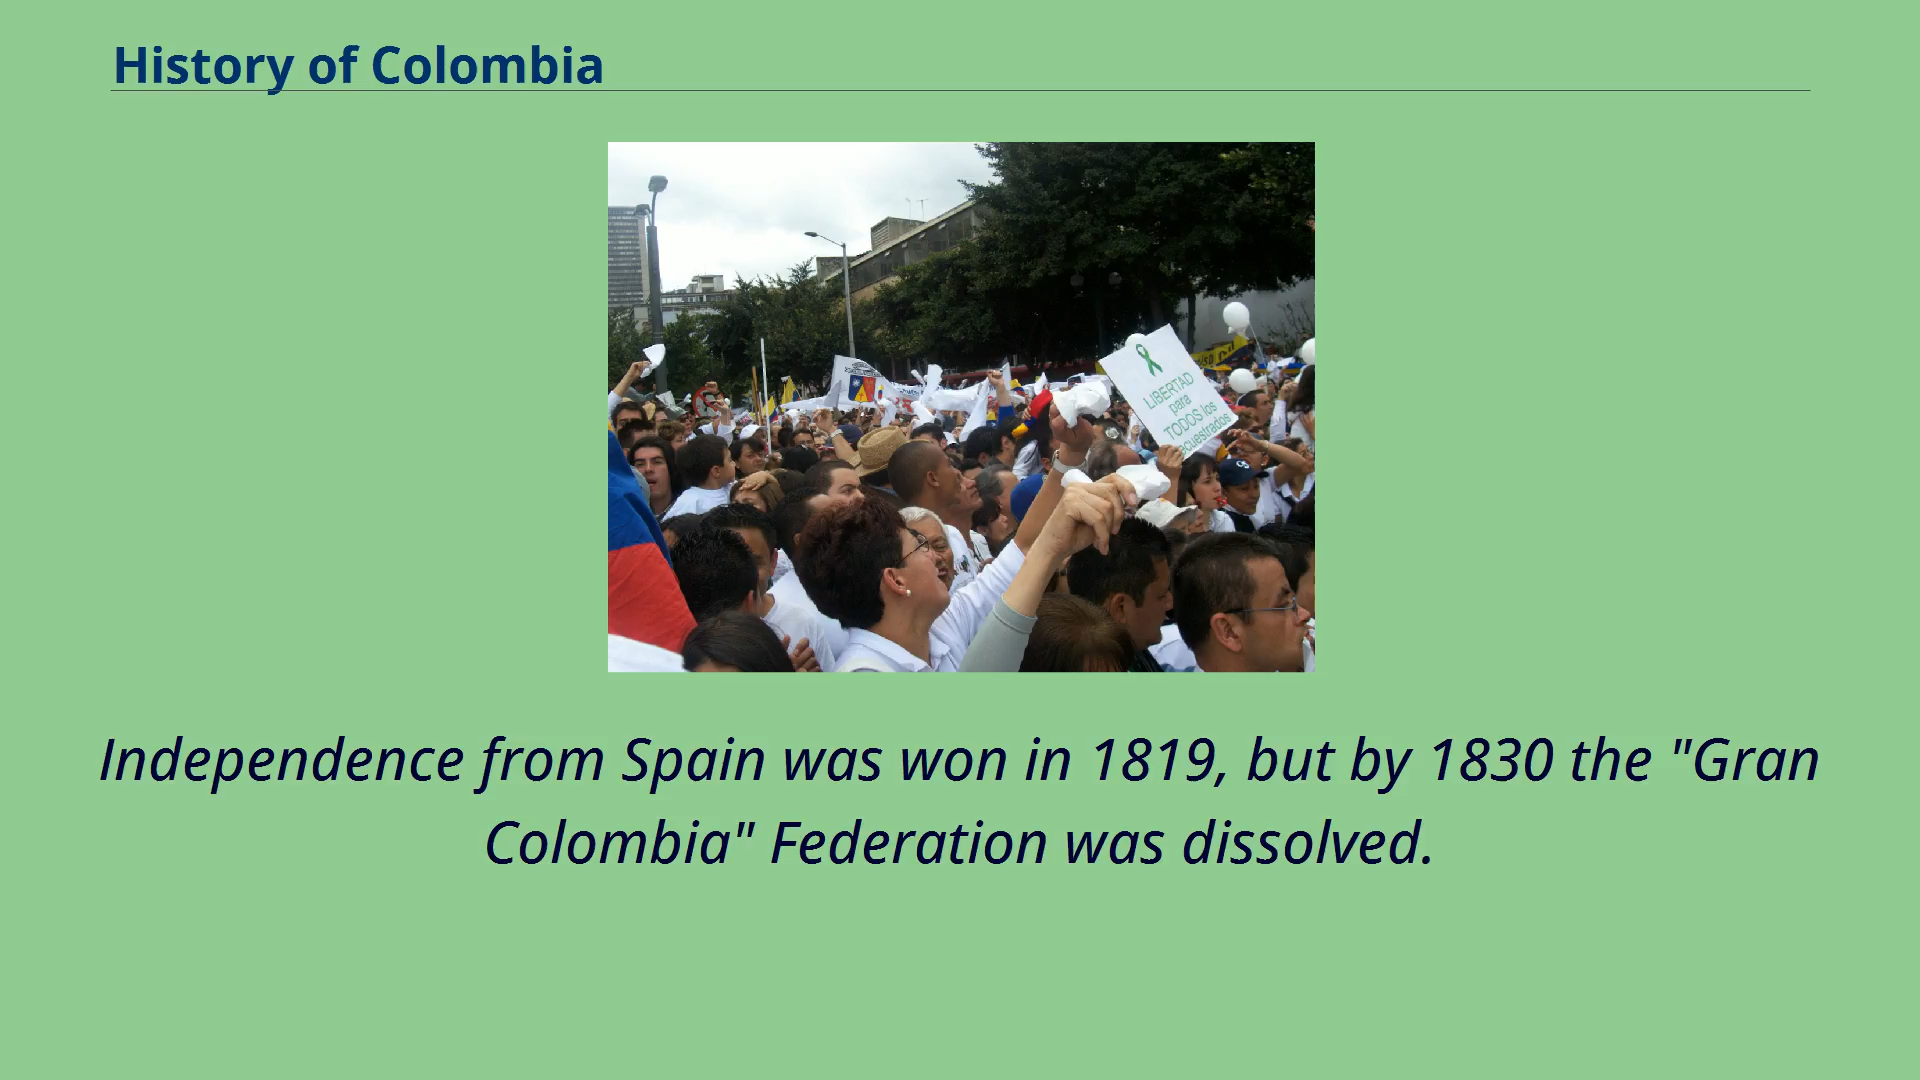 History of Colombia
LIBERTAD
para
TODOS los
Independence from Spain was won in 1819, but by 1830 the "Gran
Colombia" Federation was dissolved.